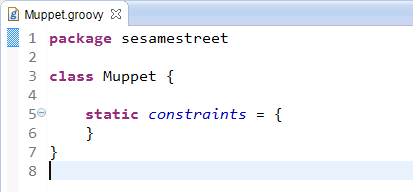 Muppet.groovy
1 package sesamestreet
2
3 class Muppet {
4
5 static constraints = {
6 }
7 }
8